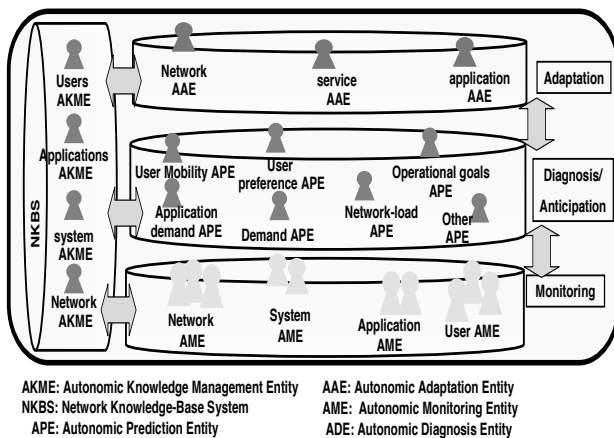 NKBS
Users
AKME
Applications
AKME
system
AKME
Network
AKME
Network
AAE
service
AAE
application
AAE
Adaptation
User Mobility APE
User
preference APE
Operational goals
APE
Application
demand APE
Demand APE
Network-load
APE
Other
APE
Diagnosis/
Anticipation
Network
AME
System
AME
Application
AME
User AME
Monitoring
AKME: Autonomic Knowledge Management Entity
NKBS: Network Knowledge-Base System
APE: Autonomic Prediction Entity
AAE: Autonomic Adaptation Entity
AME: Autonomic Monitoring Entity
ADE: Autonomic Diagnosis Entity